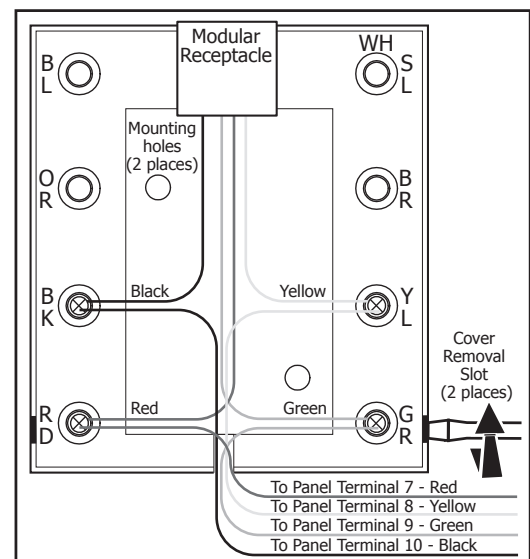 Modular
Receptacle
WH
B
L
S
L
Mounting
holes
(2 places)
O
R
B
R
B
K
Black
Yellow
Y
L
Cover
Removal
Slot
(2 places)
R
D
Red
Green
G
R
To Panel Terminal 7 - Red
To Panel Terminal 8 - Yellow
To Panel Terminal 9 - Green
To Panel Terminal 10 - Black